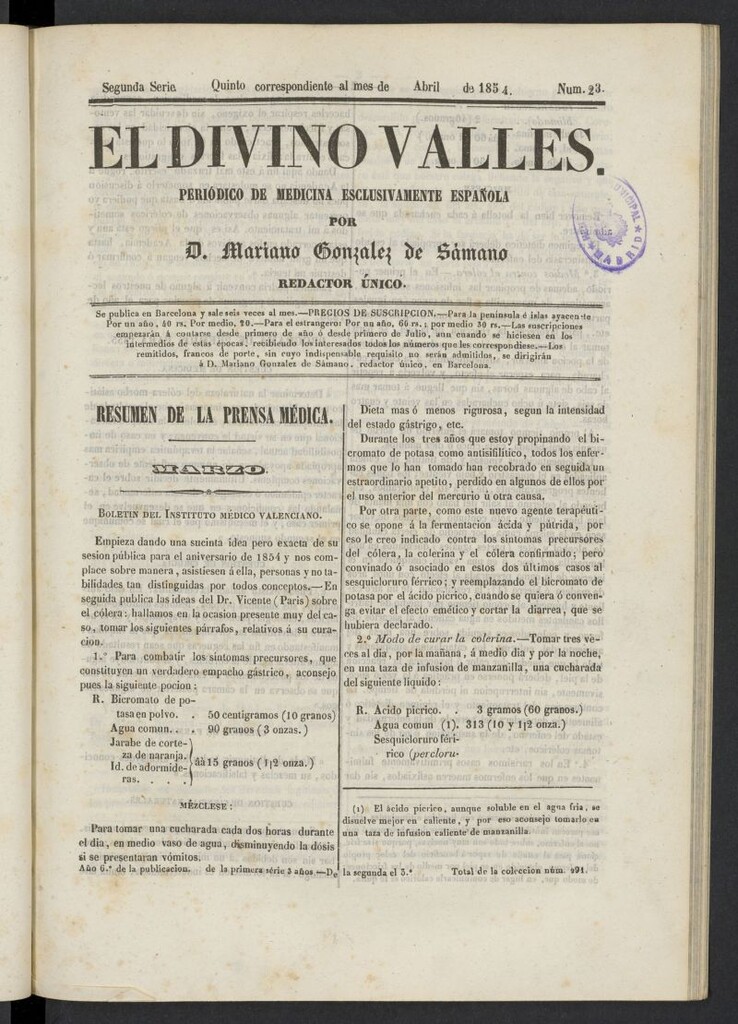 Segunda Serie Quinto correspondiente al mes de Abril de 1854. Num. 23.
EL DIVINO VALLES.
PERIÓDICO DE MEDICINA ESCLUSIVAMENTE ESPAÑOLA
POR
D. Mariano Gonzalez de Sámano
REDACTOR ÚNICO.
Se publica en Barcelona y sale seis veces al mes.—PRECIOS DE SUSCRIPCION.—Para la península é islas ayacente
Por un año, 40 rs. Por medio, 20.—Para el estrangero: Por un año, 60 rs.; por medio 30 rs.—Las suscripciones
empezarán á contarse desde primero de año ó desde primero de Julio, aun cuando se hiciesen en los
intermedios de estas épocas, recibiendo los interesados todos los números que les correspondiese.—Los
remitidos, francos de porte, sin cuyo indispensable requisito no serán admitidos, se dirigirán
á D. Mariano Gonzalez de Sámano, redactor único, en Barcelona.
RESUMEN DE LA PRENSA MÉDICA.
MARZO.
BOLETIN DEL INSTITUTO MÉDICO VALENCIANO.
Empieza dando una sucinta idea pero exacta de su
sesion pública para el aniversario de 1854 y nos com
place sobre manera, asistiesen á ella, personas y no ta
bilidades tan distinguidas por todos conceptos.—En
seguida publica las ideas del Dr. Vicente (Paris) sobre
el cólera: hallamos en la ocasion presente muy del ca-
so, tomar los siguientes párrafos, relativos á su cura-
cion.
1.º Para combatir los sintomas precursores, que
constituyen un verdadero empacho gástrico, aconsejo
pues la siguiente pocion:
R. Bicromato de po-
tasa en polvo. . 50 centigramos (10 granos)
Agua comun. . . 90 granos (3 onzas.)
Jarabe de corte-
za de naranja.
Id. de adormide-
ras. . . .
áà 15 granos (1|2 onza.)
MÉZCLESE:
Para tomar una cucharada cada dos horas durante
el dia, en medio vaso de agua, disminuyendo la dósis
si se presentaran vómitos.
Dieta mas ó menos rigurosa, segun la intensidad
del estado gástrigo, etc.
Durante los tres años que estoy propinando el bi-
cromato de potasa como antisifilítico, todos los enfer-
mos que lo han tomado han recobrado en seguida un
estraordinario apetito, perdido en algunos de ellos por
el uso anterior del mercurio ú otra causa.
Por otra parte, como este nuevo agente terapéuti-
co se opone á la fermentacion ácida y pútrida, por
eso le creo indicado contra los síntomas precursores
del cólera, la colerina y el cólera confirmado; pero
convinado ó asociado en estos dos últimos casos al
sesquicloruro férrico; y reemplazando el bicromato de
potasa por el ácido pícrico, cuando se quiera ó conven-
ga evitar el efecto emético y cortar la diarrea, que se
hubiera declarado.
2.º Modo de curar la colerina.—Tomar tres ve-
ces al dia, por la mañana, á medio dia y por la noche,
en una taza de infusion de manzanilla, una cucharada
del siguiente líquido:
R. Acido picrico. . 3 gramos (60 granos.)
Agua comun (1). 313 (10 y 1|2 onza.)
Sesquicloruro féri-
rico (percloru-
(1) El ácido pícrico, aunque soluble en el agua fria, se
disuelve mejor en caliente, y por eso aconsejo tomarlo en
una taza de infusion caliente de manzanilla.
Año 6.º de la publicacion. de la primera série 3 años —De la segunda el 3.º Total de la coleccion núm. 291.